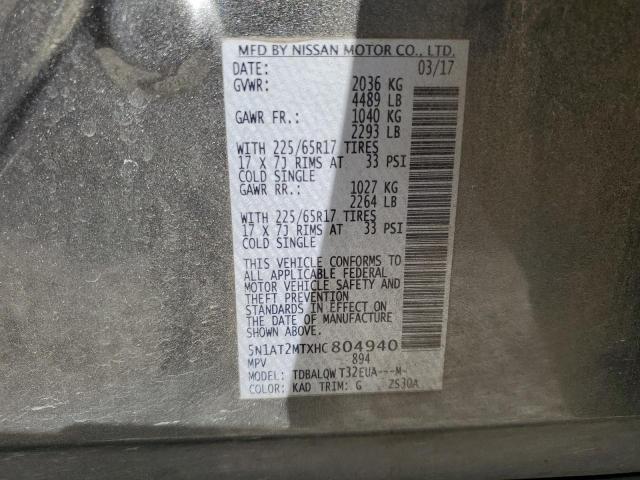 MFD BY NISSAN MOTOR CO., LTD.
DATE: 03/17
GVWR: 2036 KG
4489 LB
GAWR FR.: 1040 KG
2293 LB
WITH 225/65R17 TIRES
17 X 7J RIMS AT 33 PSI
COLD SINGLE
GAWR RR.: 1027 KG
2264 LB
WITH 225/65R17 TIRES
17 X 7J RIMS AT 33 PSI
COLD SINGLE
THIS VEHICLE CONFORMS TO
ALL APPLICABLE FEDERAL
MOTOR VEHICLE SAFETY AND
THEFT PREVENTION
STANDARDS IN EFFECT ON THE
DATE OF MANUFACTURE SHOWN ABOVE.
5N1AT2MTXHC804940
MPV 894
MODEL: TDBALQW T32EUA---M-
COLOR: KAD TRIM: G ZS30A